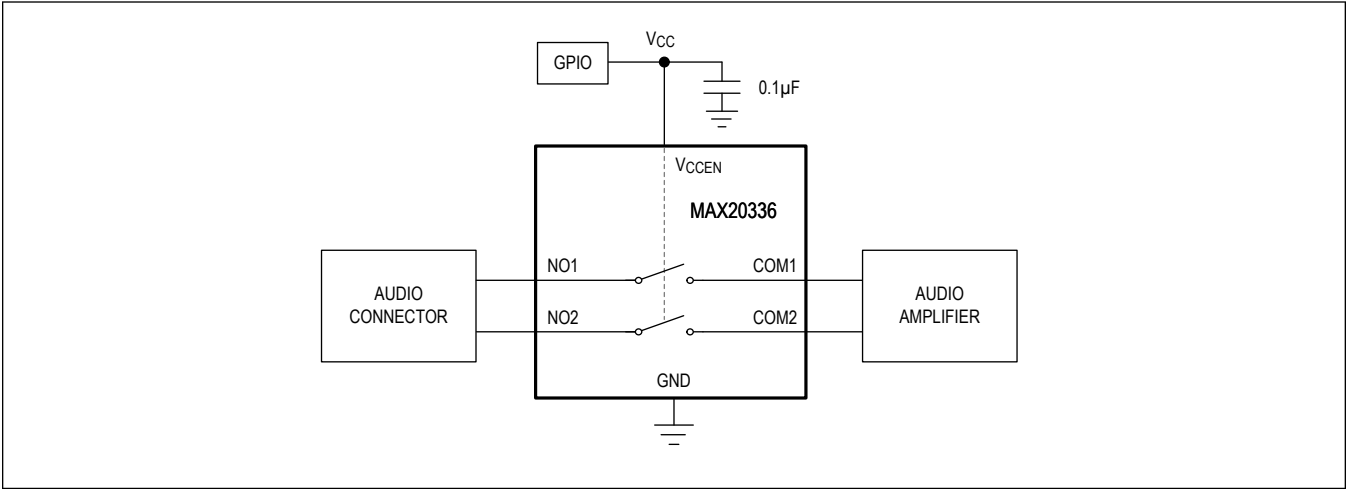 VCC
GPIO
0.1µF
VCCEN
MAX20336
NO1
COM1
AUDIO
CONNECTOR
AUDIO
AMPLIFIER
NO2
COM2
GND